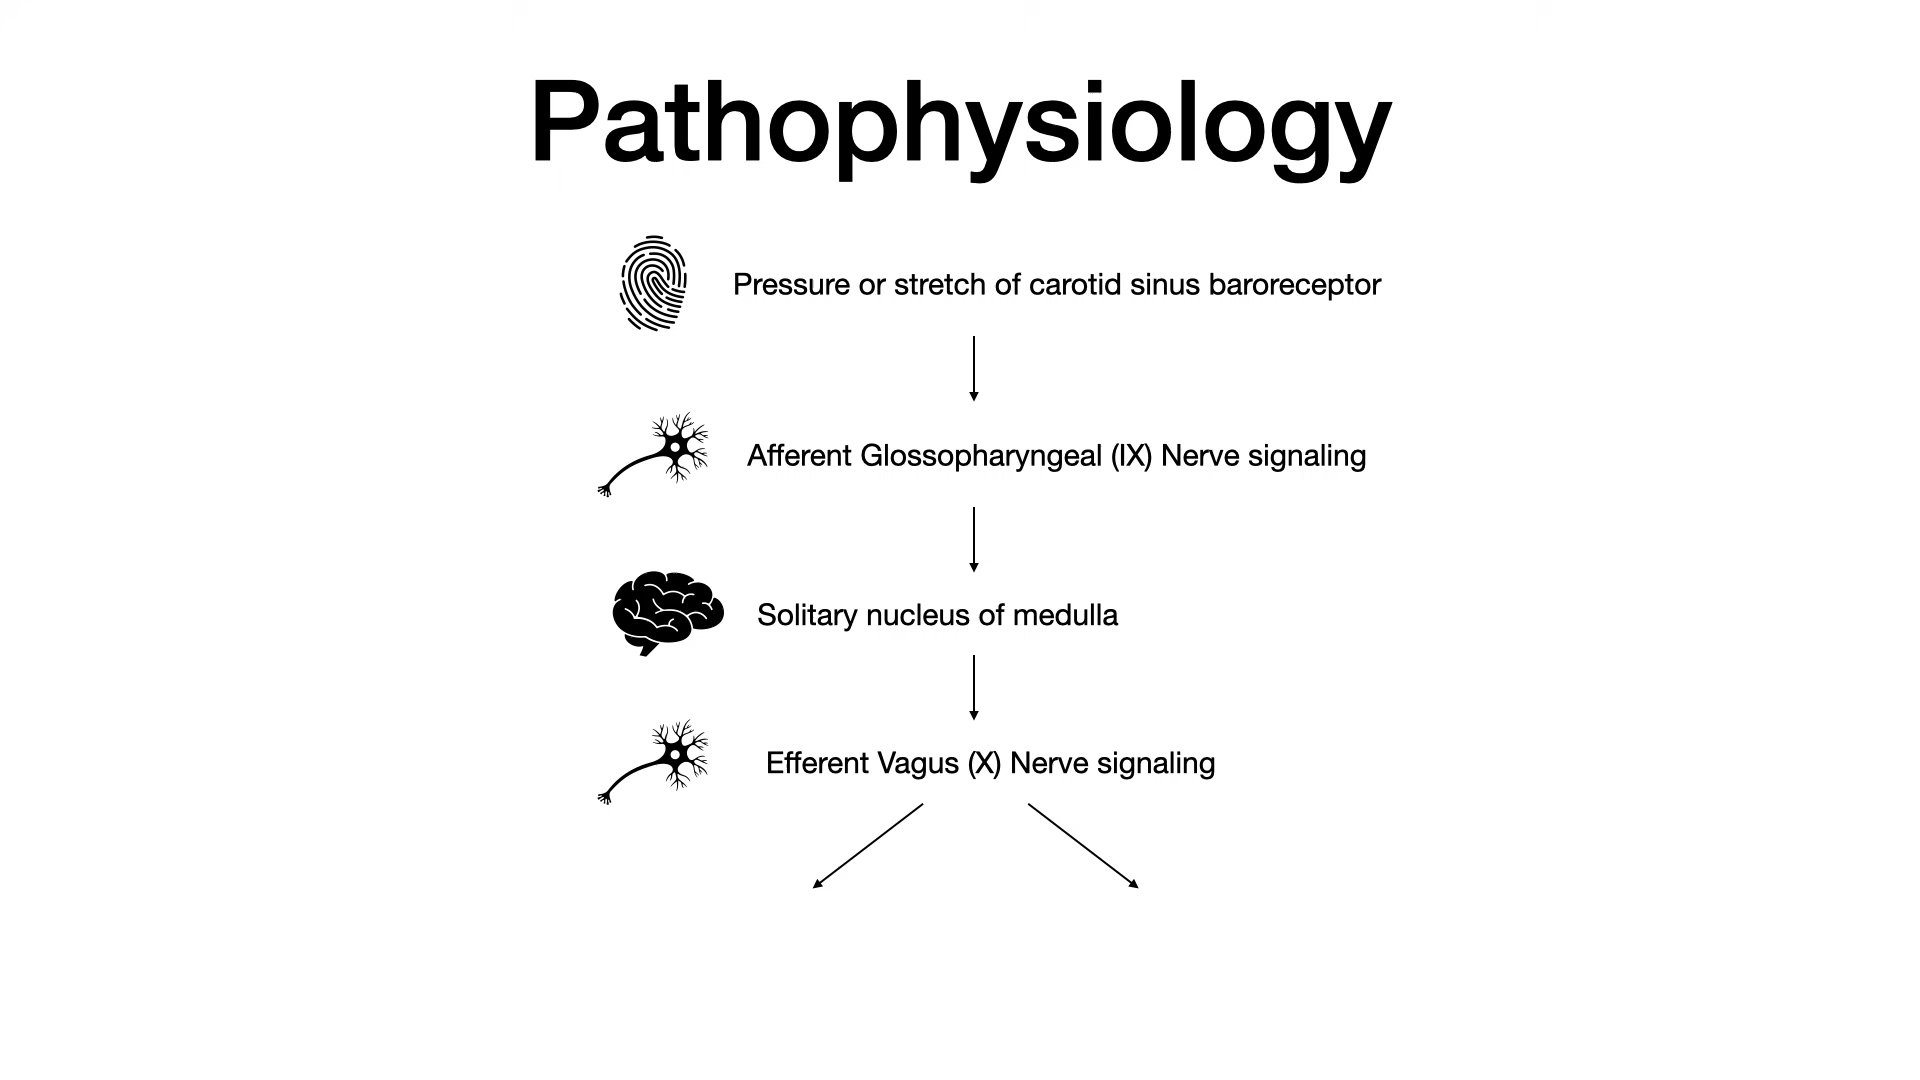 Pathophysiology
Pressure or stretch of carotid sinus baroreceptor
Afferent Glossopharyngeal (IX) Nerve signaling
Solitary nucleus of medulla
Efferent Vagus (X) Nerve signaling